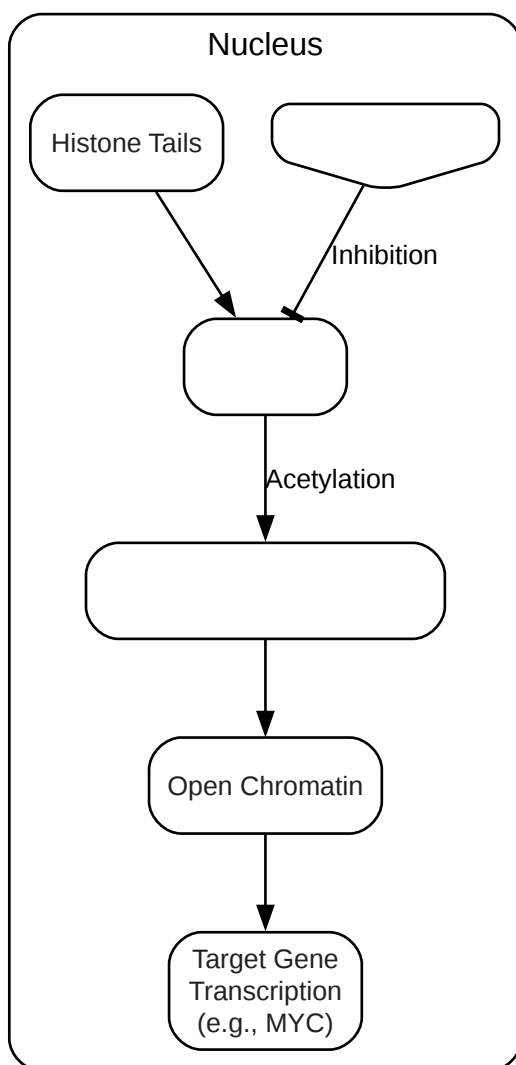 Nucleus
Histone Tails
Inhibition
Acetylation
Open Chromatin
Target Gene
Transcription
(e.g., MYC)